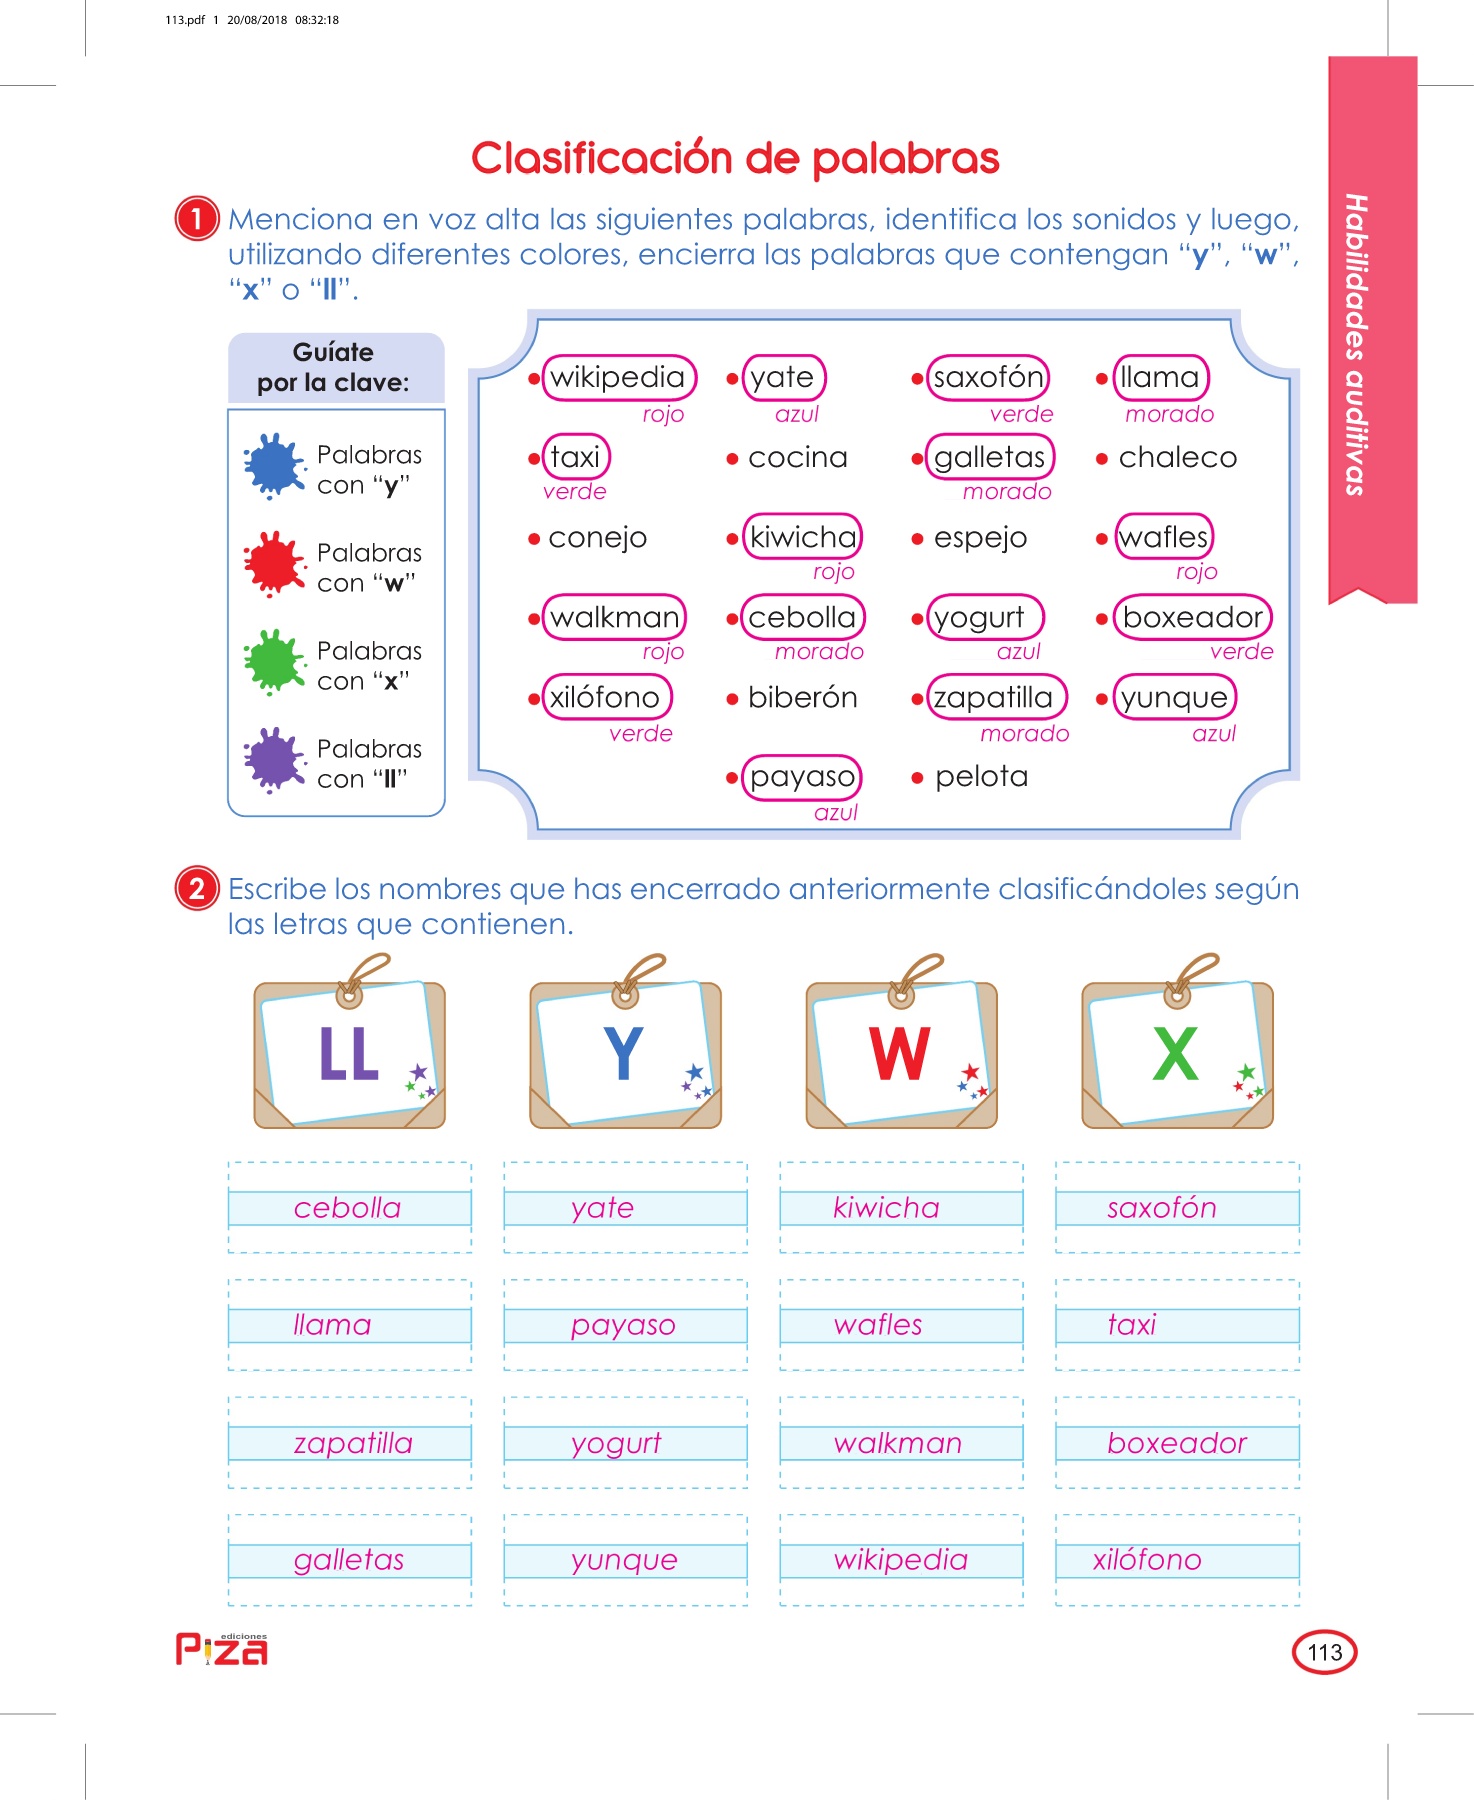 113.pdf 1 20/08/2018 08:32:18
Habilidades auditivas
Clasificación de palabras
1 Menciona en voz alta las siguientes palabras, identifica los sonidos y luego,
utilizando diferentes colores, encierra las palabras que contengan “y”, “w”,
“x” o “ll”.
Guíate
por la clave:
Palabras
con “y”
Palabras
con “w”
Palabras
con “x”
Palabras
con “ll”
• wikipedia • yate • saxofón • llama
rojo azul verde morado
• taxi • cocina • galletas • chaleco
verde morado
• conejo • kiwicha • espejo • wafles
rojo rojo
• walkman • cebolla • yogurt • boxeador
rojo morado azul verde
• xilófono • biberón • zapatilla • yunque
verde morado azul
• payaso • pelota
azul
2 Escribe los nombres que has encerrado anteriormente clasificándoles según
las letras que contienen.
LL Y W X
cebolla yate kiwicha saxofón
llama payaso wafles taxi
zapatilla yogurt walkman boxeador
galletas yunque wikipedia xilófono
ediciones
Piza
113